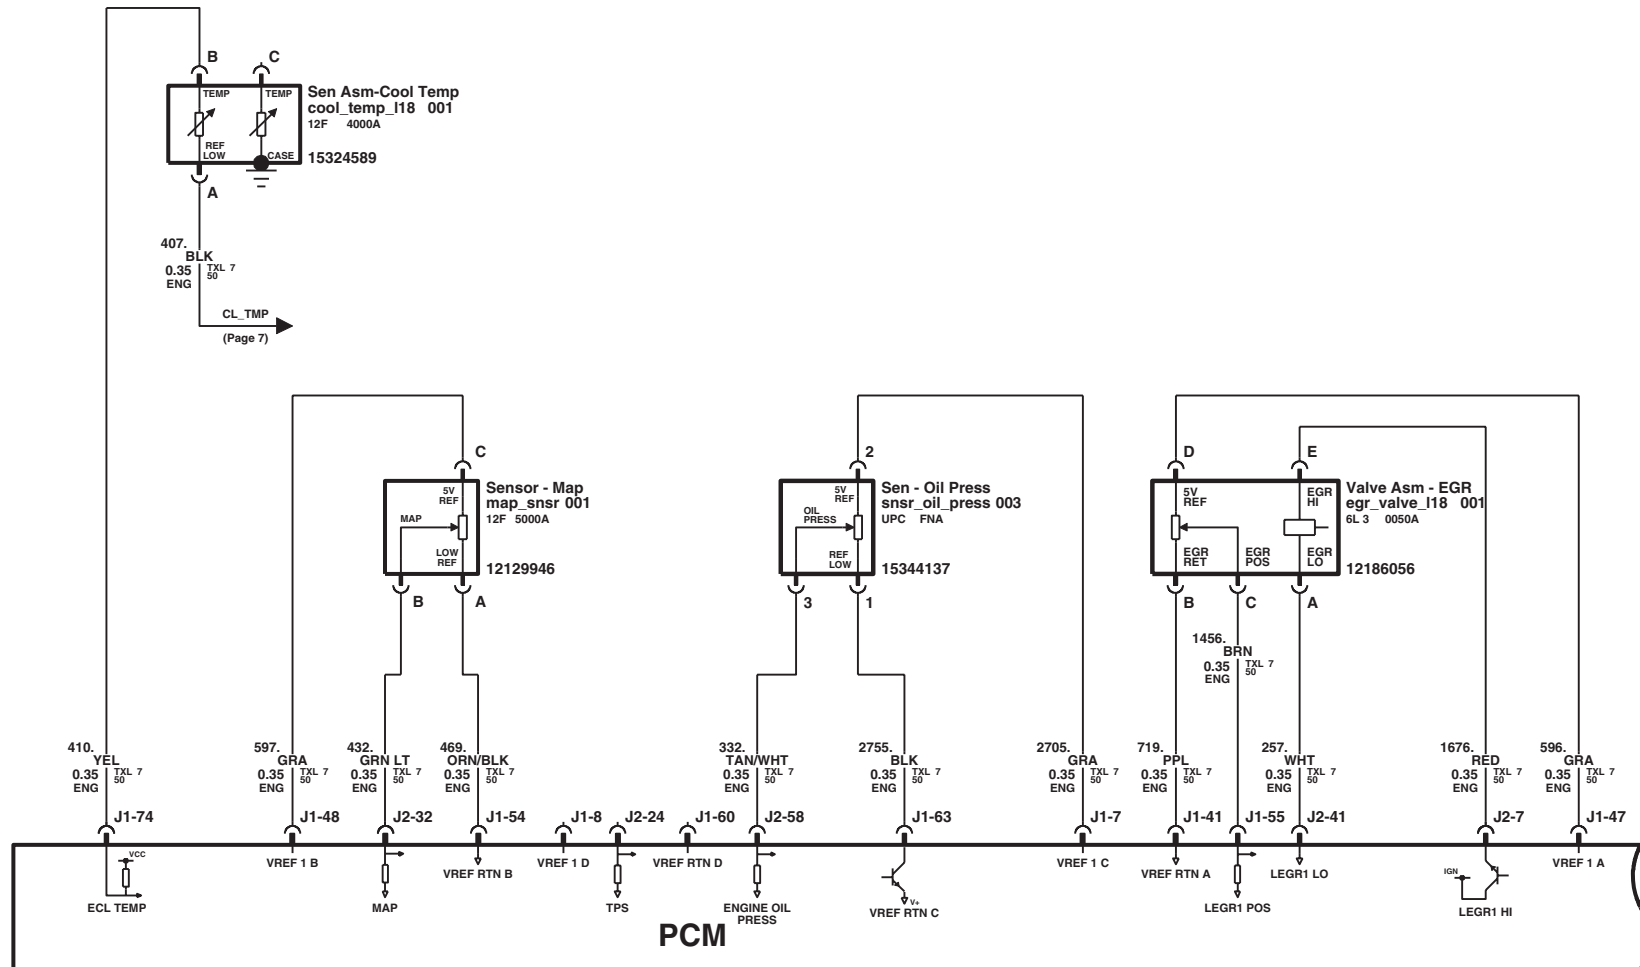 B C
TEMP TEMP
REF
LOW
CASE
Sen Asm-Cool Temp
cool_temp_l18 001
12F 4000A
15324589
A
407.
BLK
0.35 TXL 7
50
ENG
CL_TMP
(Page 7)
C
5V
REF
MAP
LOW
REF
Sensor - Map
map_snsr 001
12F 5000A
12129946
B A
2
5V
REF
OIL
PRESS
REF
LOW
Sen - Oil Press
snsr_oil_press 003
UPC FNA
15344137
3 1
D E
5V
REF
EGR
HI
EGR
RET
EGR
POS
EGR
LO
Valve Asm - EGR
egr_valve_l18 001
6L 3 0050A
12186056
B C A
1456.
BRN
0.35 TXL 7
50
ENG
410.
YEL
0.35 TXL 7
50
ENG
J1-74
597.
GRA
0.35 TXL 7
50
ENG
J1-48
432.
GRN LT
0.35 TXL 7
50
ENG
J2-32
469.
ORN/BLK
0.35 TXL 7
50
ENG
J1-54
J1-8
J2-24
J1-60
332.
TAN/WHT
0.35 TXL 7
50
ENG
J2-58
2755.
BLK
0.35 TXL 7
50
ENG
J1-63
2705.
GRA
0.35 TXL 7
50
ENG
J1-7
719.
PPL
0.35 TXL 7
50
ENG
J1-41
J1-55
257.
WHT
0.35 TXL 7
50
ENG
J2-41
1676.
RED
0.35 TXL 7
50
ENG
J2-7
596.
GRA
0.35 TXL 7
50
ENG
J1-47
VCC
ECL TEMP
VREF 1 B
MAP
VREF RTN B
VREF 1 D
TPS
VREF RTN D
ENGINE OIL
PRESS
V+
VREF RTN C
VREF 1 C
VREF RTN A
LEGR1 POS
LEGR1 LO
IGN
LEGR1 HI
VREF 1 A
PCM